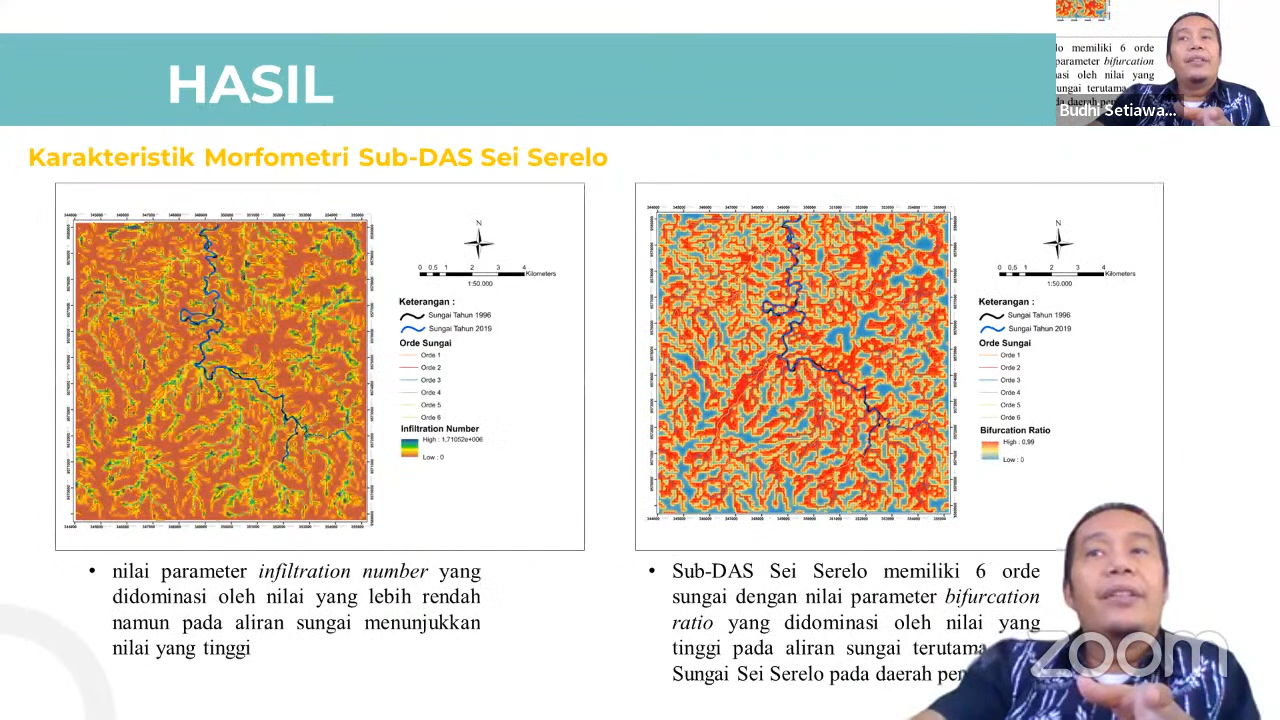 HASIL
lo memiliki 6 orde
parameter bifurcation
asi oleh nilai yang
ungai terutama
da daerah pen
Budhi Setiawa...
Karakteristik Morfometri Sub-DAS Sei Serelo
N
0 0,5 1 2 3 4
Kilometers
1:50.000
Keterangan :
Sungai Tahun 1996
Sungai Tahun 2019
Orde Sungai
Orde 1
Orde 2
Orde 3
Orde 4
Orde 5
Orde 6
Infiltration Number
High : 1,71052e+006
Low : 0
N
0 0,5 1 2 3 4
Kilometers
1:50.000
Keterangan :
Sungai Tahun 1996
Sungai Tahun 2019
Orde Sungai
Orde 1
Orde 2
Orde 3
Orde 4
Orde 5
Orde 6
Bifurcation Ratio
High : 0,99
Low : 0
• nilai parameter infiltration number yang
didominasi oleh nilai yang lebih rendah
namun pada aliran sungai menunjukkan
nilai yang tinggi
• Sub-DAS Sei Serelo memiliki 6 orde
sungai dengan nilai parameter bifurcation
ratio yang didominasi oleh nilai yang
tinggi pada aliran sungai terutama
Sungai Sei Serelo pada daerah pen
zoom